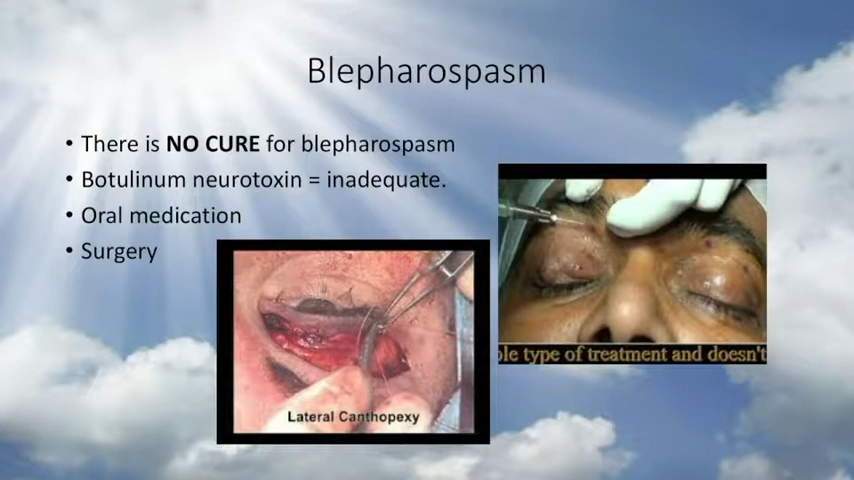 Blepharospasm
• There is NO CURE for blepharospasm
• Botulinum neurotoxin = inadequate.
• Oral medication
• Surgery
type of treatment and doesn't
Lateral Canthopexy